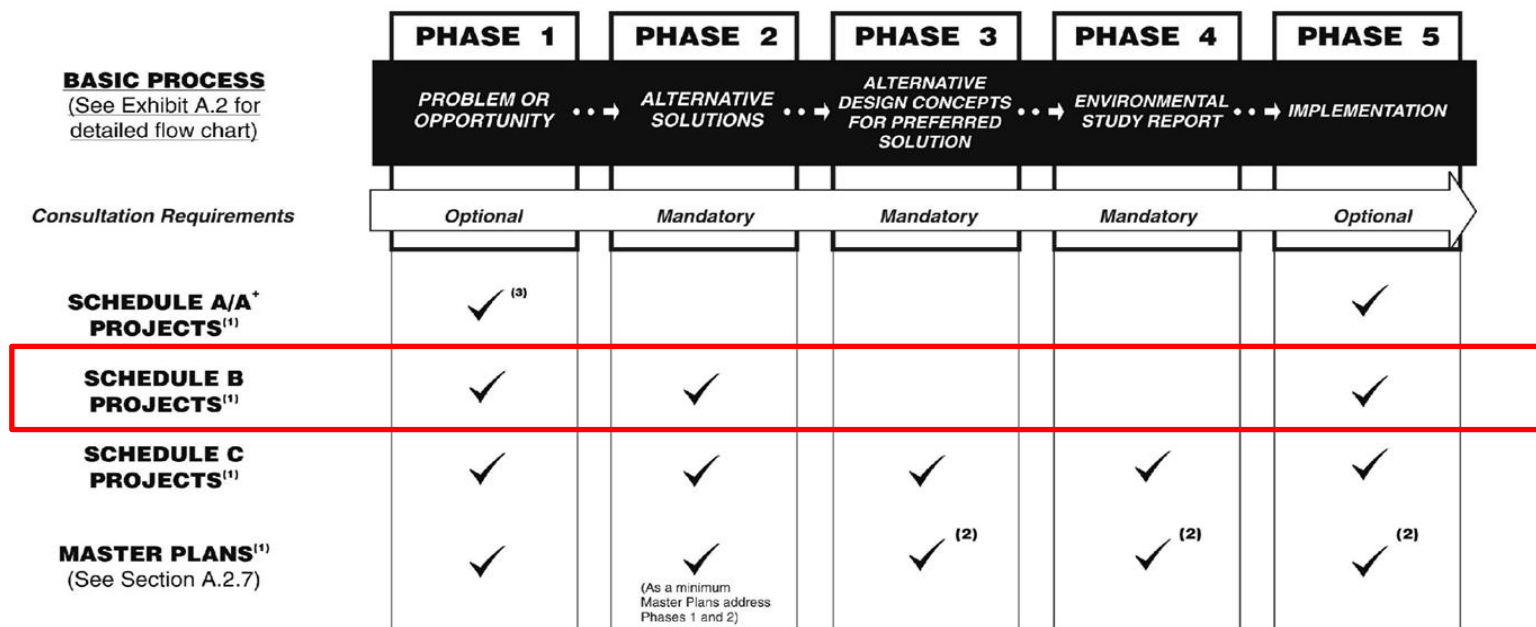 PHASE 1 PHASE 2 PHASE 3 PHASE 4 PHASE 5
BASIC PROCESS
(See Exhibit A.2 for
detailed flow chart)
PROBLEM OR
OPPORTUNITY
ALTERNATIVE
SOLUTIONS
ALTERNATIVE
DESIGN CONCEPTS
FOR PREFERRED
SOLUTION
ENVIRONMENTAL
STUDY REPORT
IMPLEMENTATION
Consultation Requirements Optional Mandatory Mandatory Mandatory Optional
SCHEDULE A/A⁺
PROJECTS⁽¹⁾
✓ (3) ✓
SCHEDULE B
PROJECTS⁽¹⁾
✓ ✓ ✓
SCHEDULE C
PROJECTS⁽¹⁾
✓ ✓ ✓ ✓ ✓
MASTER PLANS⁽¹⁾
(See Section A.2.7)
✓ ✓ ✓ (2) ✓ (2) ✓ (2)
(As a minimum
Master Plans address
Phases 1 and 2)